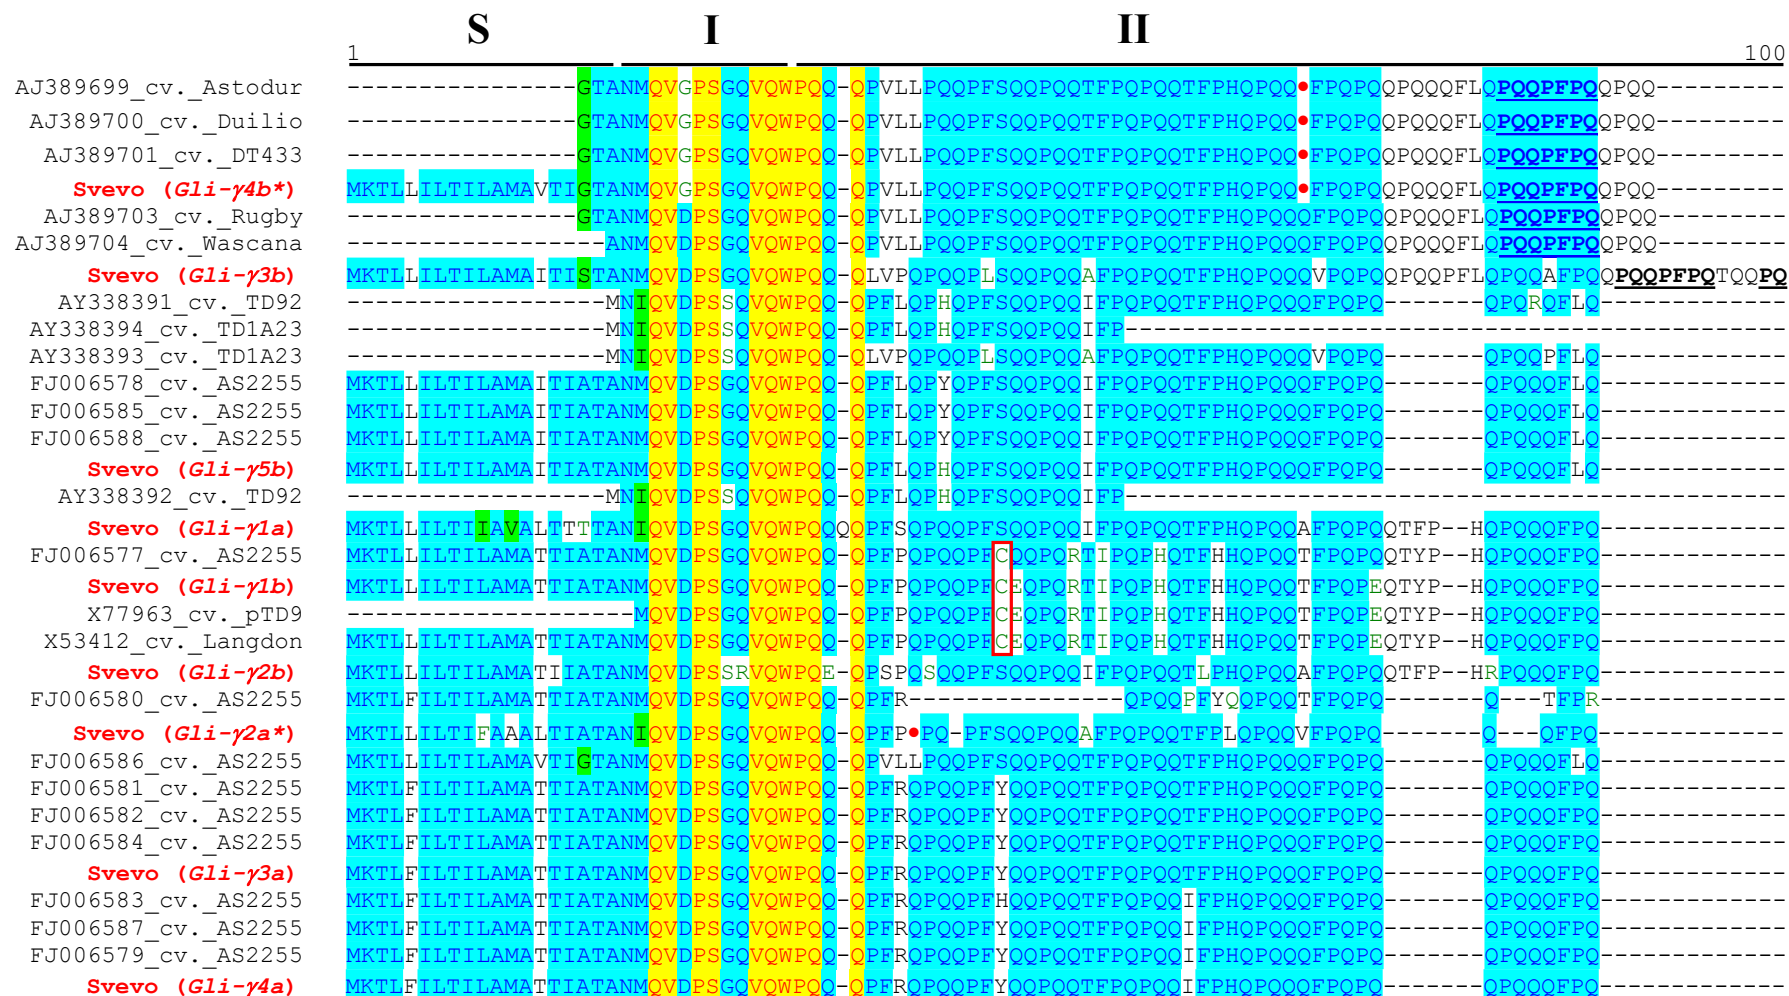 S I II
1 100
AJ389699_cv._Astodur ----------------GTANMQVGPSGQVQWPQQ-QPVLLPQQPFSQQPQQTFPQPQQTFPHQPQQ•FPQPQQPQQQFLQPQQPFPQQPQQ---------
AJ389700_cv._Duilio ----------------GTANMQVGPSGQVQWPQQ-QPVLLPQQPFSQQPQQTFPQPQQTFPHQPQQ•FPQPQQPQQQFLQPQQPFPQQPQQ---------
AJ389701_cv._DT433 ----------------GTANMQVGPSGQVQWPQQ-QPVLLPQQPFSQQPQQTFPQPQQTFPHQPQQ•FPQPQQPQQQFLQPQQPFPQQPQQ---------
Svevo (Gli-γ4b*) MKTLLILTILAMAVTIGTANMQVGPSGQVQWPQQ-QPVLLPQQPFSQQPQQTFPQPQQTFPHQPQQ•FPQPQQPQQQFLQPQQPFPQQPQQ---------
AJ389703_cv._Rugby ----------------GTANMQVDPSGQVQWPQQ-QPVLLPQQPFSQQPQQTFPQPQQTFPHQPQQQFPQPQQPQQQFLQPQQPFPQQPQQ---------
AJ389704_cv._Wascana ------------------ANMQVDPSGQVQWPQQ-QPVLLPQQPFSQQPQQTFPQPQQTFPHQPQQQFPQPQQPQQQFLQPQQPFPQQPQQ---------
Svevo (Gli-γ3b) MKTLLILTILAMAITISTANMQVDPSGQVQWPQQ-QLVPQPQQPLSQQPQQAFPQPQQTFPHQPQQQVPQPQQPQQPFLQPQQAFPQQPQQPFPQTQQPQ
AY338391_cv._TD92 ------------------MNIQVDPSSQVQWPQQ-QPFLQPHQPFSQQPQQIFPQPQQTFPHQPQQQFPQPQ-------QPQRQFLQ-------------
AY338394_cv._TD1A23 ------------------MNIQVDPSSQVQWPQQ-QPFLQPHQPFSQQPQQIFP----------------------------------------------
AY338393_cv._TD1A23 ------------------MNIQVDPSSQVQWPQQ-QLVPQPQQPLSQQPQQAFPQPQQTFPHQPQQQVPQPQ-------QPQQPFLQ-------------
FJ006578_cv._AS2255 MKTLLILTILAMAITIATANMQVDPSGQVQWPQQ-QPFLQPYQPFSQQPQQIFPQPQQTFPHQPQQQFPQPQ-------QPQQQFLQ-------------
FJ006585_cv._AS2255 MKTLLILTILAMAITIATANMQVDPSGQVQWPQQ-QPFLQPYQPFSQQPQQIFPQPQQTFPHQPQQQFPQPQ-------QPQQQFLQ-------------
FJ006588_cv._AS2255 MKTLLILTILAMAITIATANMQVDPSGQVQWPQQ-QPFLQPYQPFSQQPQQIFPQPQQTFPHQPQQQFPQPQ-------QPQQQFLQ-------------
Svevo (Gli-γ5b) MKTLLILTILAMAITIATANMQVDPSGQVQWPQQ-QPFLQPHQPFSQQPQQIFPQPQQTFPHQPQQQFPQPQ-------QPQQQFLQ-------------
AY338392_cv._TD92 ------------------MNIQVDPSSQVQWPQQ-QPFLQPHQPFSQQPQQIFP----------------------------------------------
Svevo (Gli-γ1a) MKTLLILTIIAVALTTTTANIQVDPSGQVQWPQQQQPFSQPQQPFSQQPQQIFPQPQQTFPHQPQQAFPQPQQTFP--HQPQQQFPQ-------------
FJ006577_cv._AS2255 MKTLLILTILAMATTIATANMQVDPSGQVQWPQQ-QPFPQPQQPFCQQPQRTIPQPHQTFHHQPQQTFPQPQQTYP--HQPQQQFPQ-------------
Svevo (Gli-γ1b) MKTLLILTILAMATTIATANMQVDPSGQVQWPQQ-QPFPQPQQPFCEQPQRTIPQPHQTFHHQPQQTFPQPEQTYP--HQPQQQFPQ-------------
X77963_cv._pTD9 --------------------MQVDPSGQVQWPQQ-QPFPQPQQPFCEQPQRTIPQPHQTFHHQPQQTFPQPEQTYP--HQPQQQFPQ-------------
X53412_cv._Langdon MKTLLILTILAMATTIATANMQVDPSGQVQWPQQ-QPFPQPQQPFCEQPQRTIPQPHQTFHHQPQQTFPQPEQTYP--HQPQQQFPQ-------------
Svevo (Gli-γ2b) MKTLLILTILAMATIIATANMQVDPSSRVQWPQE-QPSPQSQQPFSQQPQQIFPQPQQTLPHQPQQAFPQPQQTFP--HRPQQQFPQ-------------
FJ006580_cv._AS2255 MKTLFILTILAMATTIATANMQVDPSGQVQWPQQ-QPFR---------------QPQQPFYQQPQQTFPQPQ-------Q---TFPR-------------
Svevo (Gli-γ2a*) MKTLLILTIFAAALTIATANIQVDPSGQVQWPQQ-QPFP•PQ-PFSQQPQQAFPQPQQTFPLQPQQVFPQPQ-------Q---QFPQ-------------
FJ006586_cv._AS2255 MKTLLILTILAMAVTIGTANMQVDPSGQVQWPQQ-QPVLLPQQPFSQQPQQTFPQPQQTFPHQPQQQFPQPQ-------QPQQQFLQ-------------
FJ006581_cv._AS2255 MKTLFILTILAMATTIATANMQVDPSGQVQWPQQ-QPFRQPQQPFYQQPQQTFPQPQQTFPHQPQQQFPQPQ-------QPQQQFPQ-------------
FJ006582_cv._AS2255 MKTLFILTILAMATTIATANMQVDPSGQVQWPQQ-QPFRQPQQPFYQQPQQTFPQPQQTFPHQPQQQFPQPQ-------QPQQQFPQ-------------
FJ006584_cv._AS2255 MKTLFILTILAMATTIATANMQVDPSGQVQWPQQ-QPFRQPQQPFYQQPQQTFPQPQQTFPHQPQQQFPQPQ-------QPQQQFPQ-------------
Svevo (Gli-γ3a) MKTLFILTILAMATTIATANMQVDPSGQVQWPQQ-QPFRQPQQPFYQQPQQTFPQPQQTFPHQPQQQFPQPQ-------QPQQQFPQ-------------
FJ006583_cv._AS2255 MKTLFILTILAMATTIATANMQVDPSGQVQWPQQ-QPFRQPQQPFHQQPQQTFPQPQQIFPHQPQQQFPQPQ-------QPQQQFPQ-------------
FJ006587_cv._AS2255 MKTLFILTILAMATTIATANMQVDPSGQVQWPQQ-QPFRQPQQPFYQQPQQTFPQPQQIFPHQPQQQFPQPQ-------QPQQQFPQ-------------
FJ006579_cv._AS2255 MKTLFILTILAMATTIATANMQVDPSGQVQWPQQ-QPFRQPQQPFYQQPQQTFPQPQQIFPHQPQQQFPQPQ-------QPQQQFPQ-------------
Svevo (Gli-γ4a) MKTLFILTILAMATTIATANMQVDPSGQVQWPQQ-QPFRQPQQPFYQQPQQTFPQPQQIFPHQPQQQFPQPQ-------QPQQQFPQ-------------